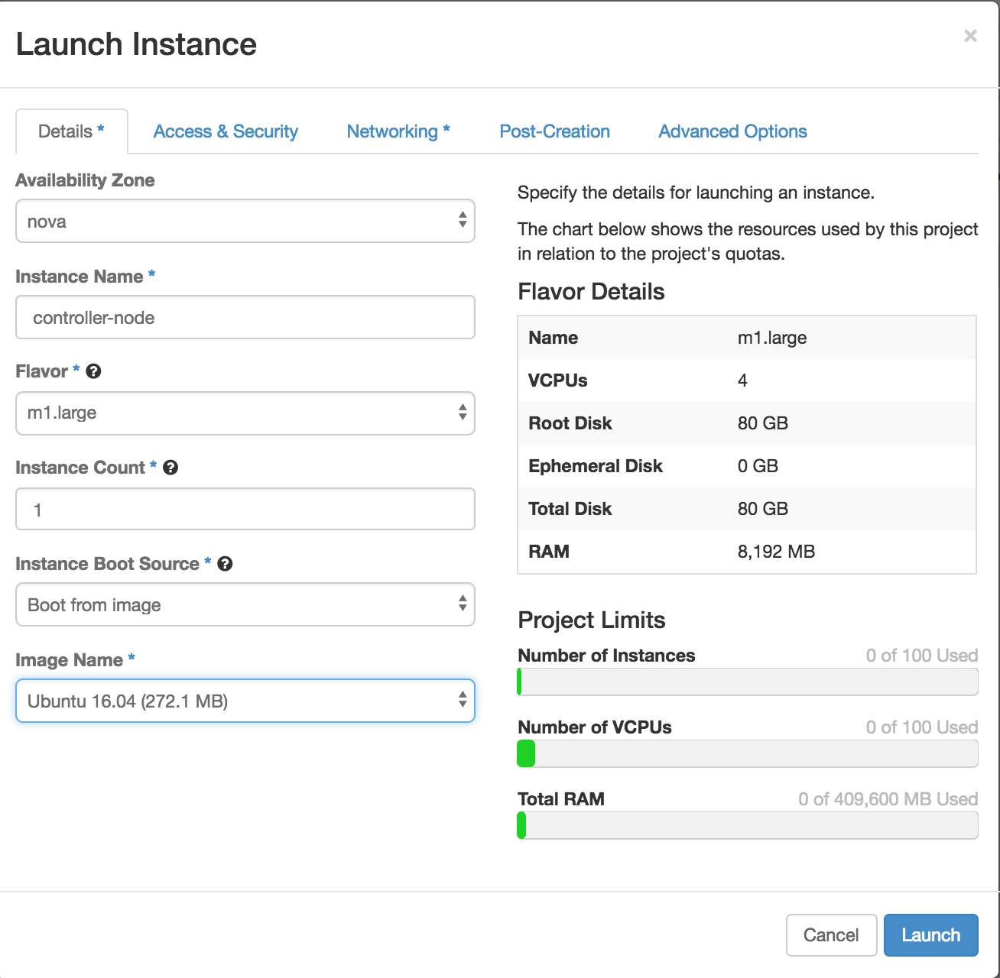 Launch Instance
×
Details * Access & Security Networking * Post-Creation Advanced Options
Availability Zone
nova
Instance Name *
controller-node
Flavor * ?
m1.large
Instance Count * ?
1
Instance Boot Source * ?
Boot from image
Image Name *
Ubuntu 16.04 (272.1 MB)
Specify the details for launching an instance.
The chart below shows the resources used by this project
in relation to the project's quotas.
Flavor Details
Name m1.large
VCPUs 4
Root Disk 80 GB
Ephemeral Disk 0 GB
Total Disk 80 GB
RAM 8,192 MB
Project Limits
Number of Instances 0 of 100 Used
Number of VCPUs 0 of 100 Used
Total RAM 0 of 409,600 MB Used
Cancel Launch